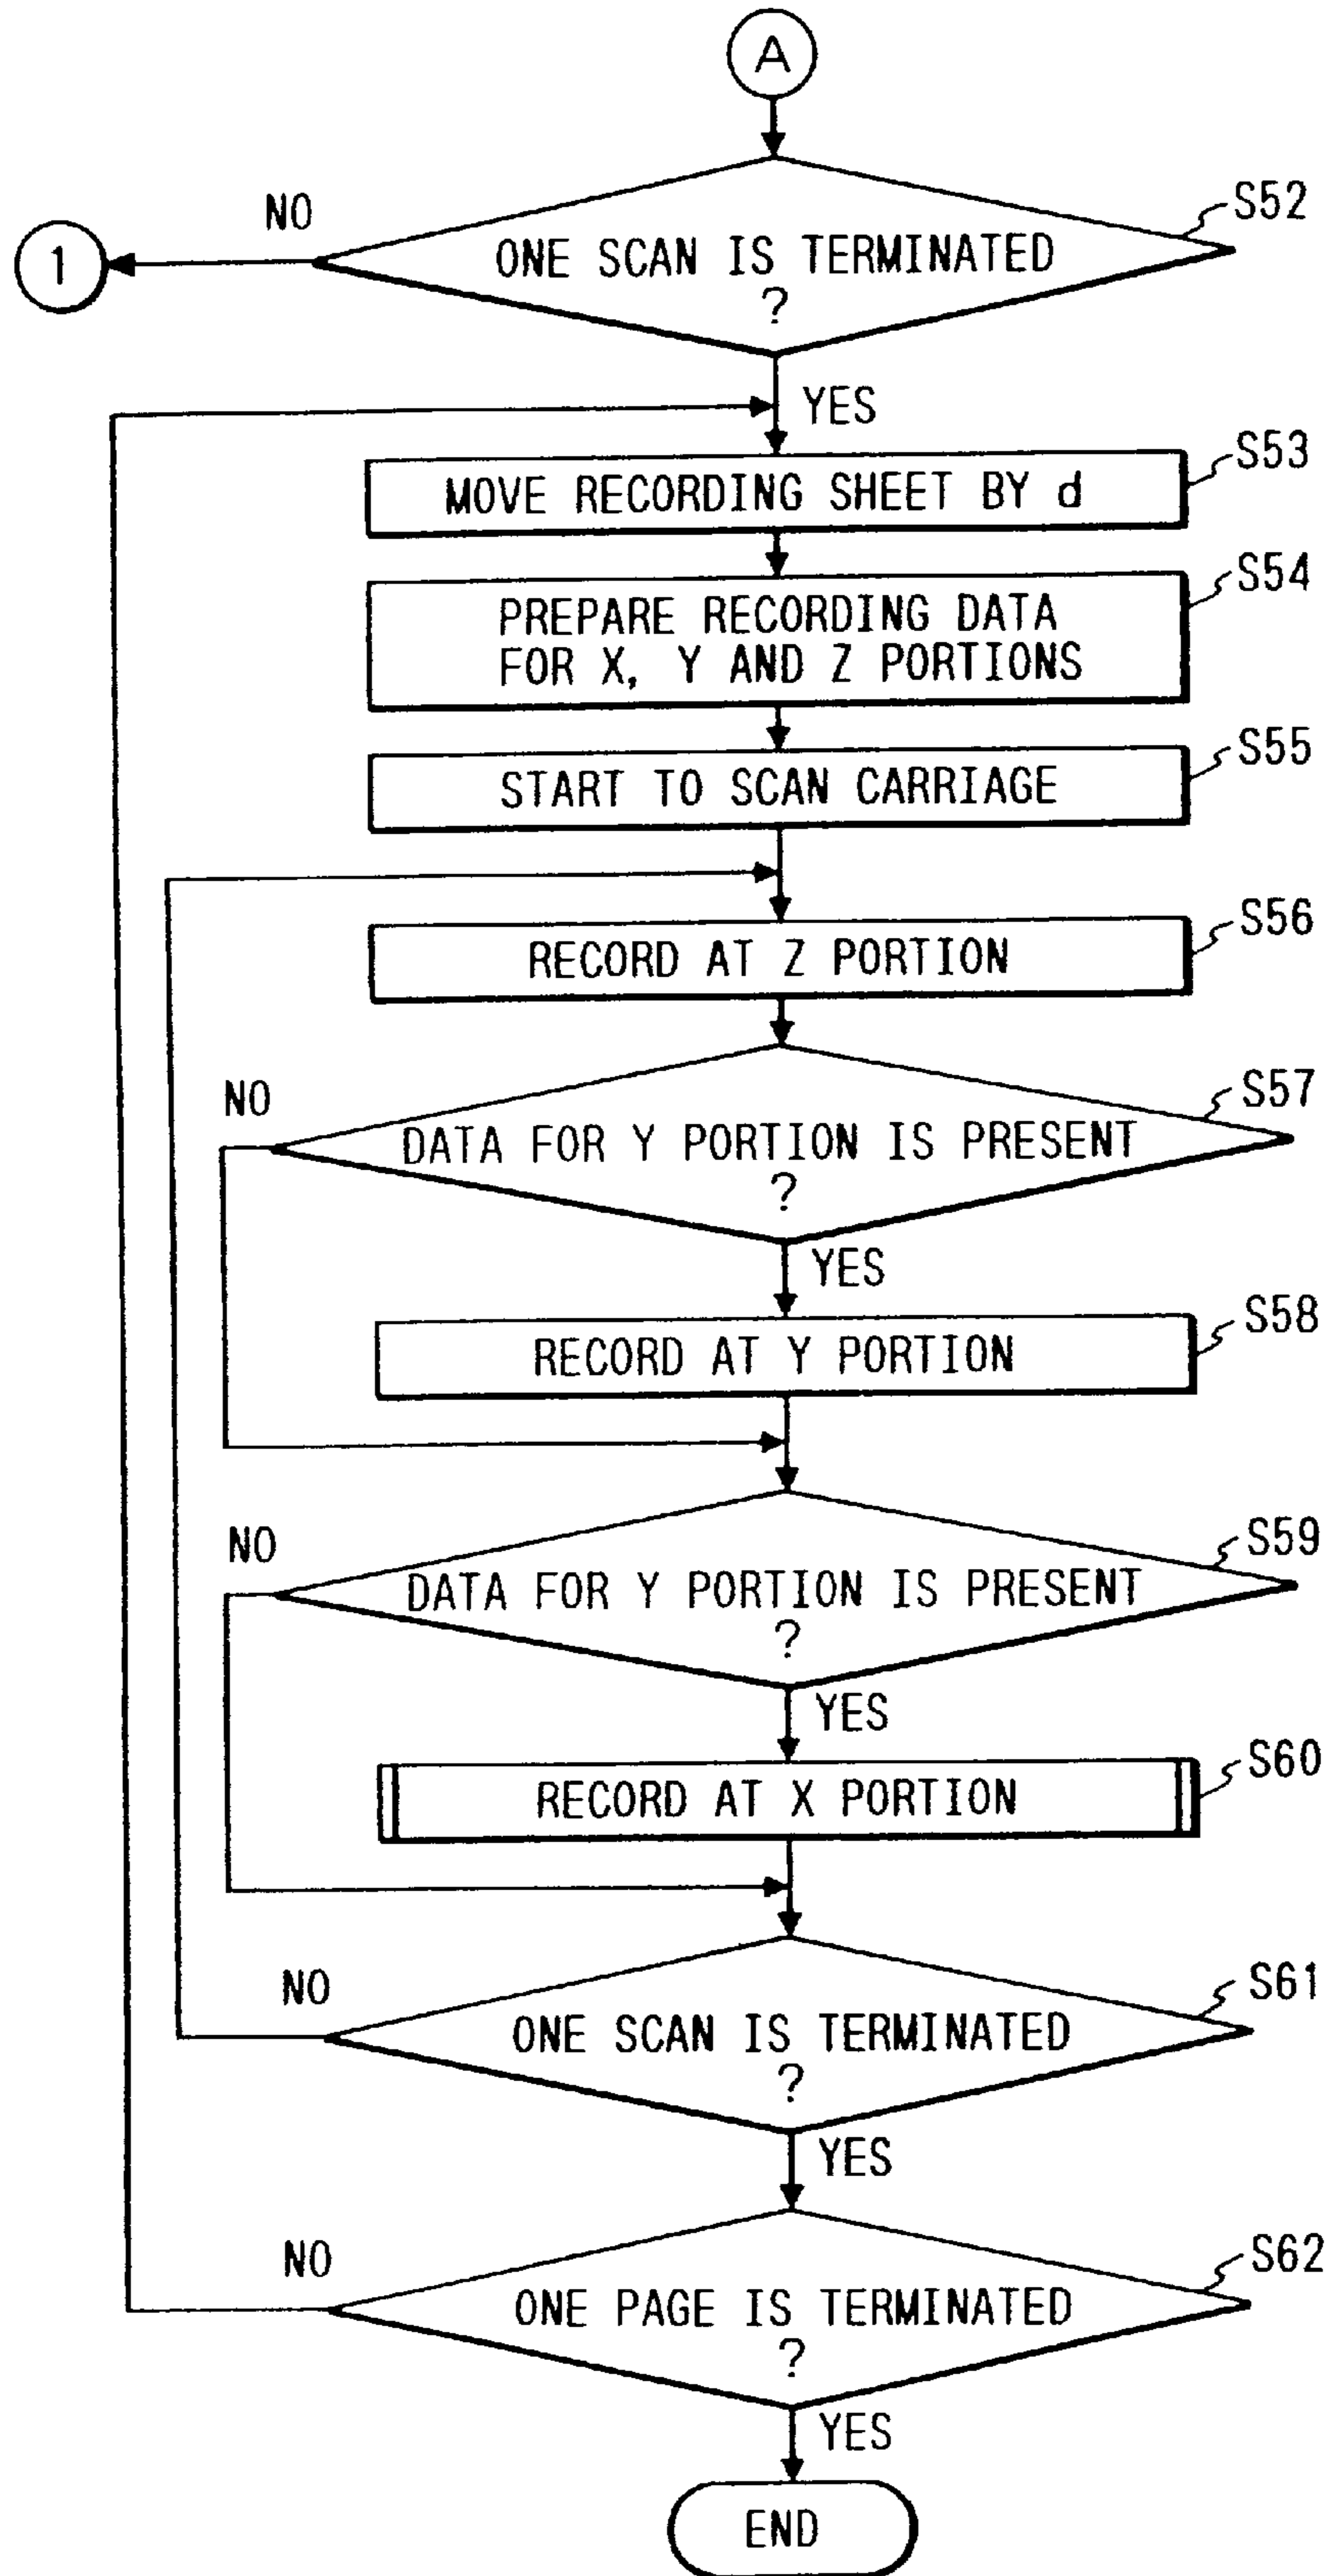 A
S52
NO
1
ONE SCAN IS TERMINATED
?
YES
S53
MOVE RECORDING SHEET BY d
S54
PREPARE RECORDING DATA
FOR X, Y AND Z PORTIONS
S55
START TO SCAN CARRIAGE
S56
RECORD AT Z PORTION
S57
NO
DATA FOR Y PORTION IS PRESENT
?
YES
S58
RECORD AT Y PORTION
S59
NO
DATA FOR Y PORTION IS PRESENT
?
YES
S60
RECORD AT X PORTION
S61
NO
ONE SCAN IS TERMINATED
?
YES
S62
NO
ONE PAGE IS TERMINATED
?
YES
END